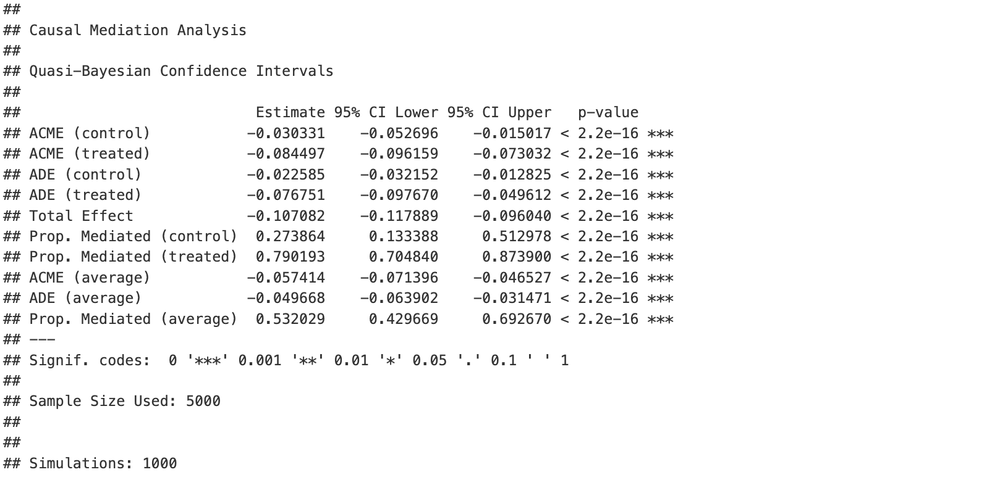 ##
## Causal Mediation Analysis
##
## Quasi-Bayesian Confidence Intervals
##
##                           Estimate 95% CI Lower 95% CI Upper   p-value
## ACME (control)           -0.030331    -0.052696    -0.015017 < 2.2e-16 ***
## ACME (treated)           -0.084497    -0.096159    -0.073032 < 2.2e-16 ***
## ADE (control)            -0.022585    -0.032152    -0.012825 < 2.2e-16 ***
## ADE (treated)            -0.076751    -0.097670    -0.049612 < 2.2e-16 ***
## Total Effect             -0.107082    -0.117889    -0.096040 < 2.2e-16 ***
## Prop. Mediated (control)  0.273864     0.133388     0.512978 < 2.2e-16 ***
## Prop. Mediated (treated)  0.790193     0.704840     0.873900 < 2.2e-16 ***
## ACME (average)           -0.057414    -0.071396    -0.046527 < 2.2e-16 ***
## ADE (average)            -0.049668    -0.063902    -0.031471 < 2.2e-16 ***
## Prop. Mediated (average)  0.532029     0.429669     0.692670 < 2.2e-16 ***
## ---
## Signif. codes:  0 '***' 0.001 '**' 0.01 '*' 0.05 '.' 0.1 ' ' 1
##
## Sample Size Used: 5000
##
##
## Simulations: 1000